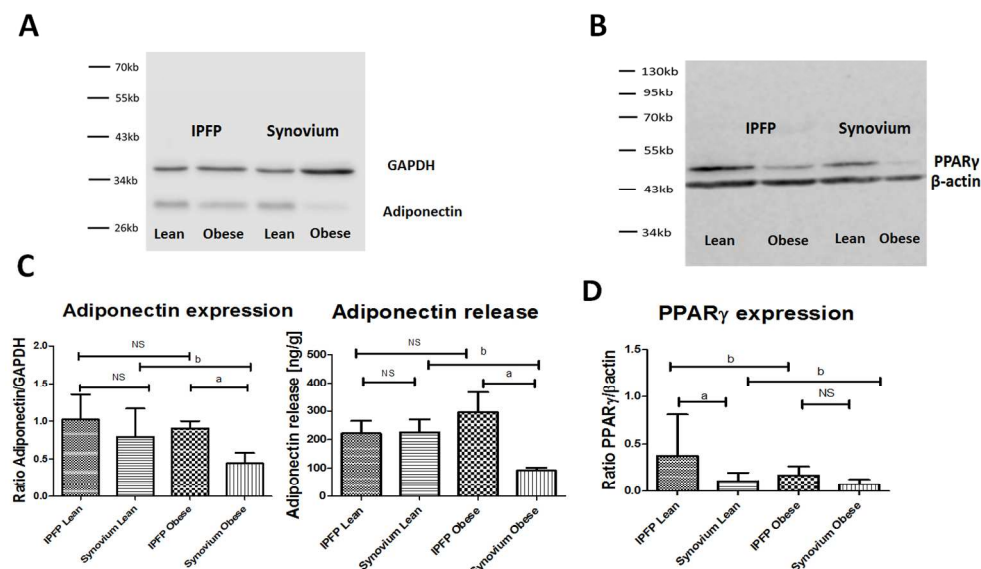 A
70kb
55kb
43kb
34kb
26kb
IPFP Synovium
GAPDH
Adiponectin
Lean Obese Lean Obese
B
130kb
95kb
70kb
55kb
43kb
34kb
IPFP Synovium
PPARγ
β-actin
Lean Obese Lean Obese
C
Adiponectin expression
Ratio Adiponectin/GAPDH
2.0
1.5
1.0
0.5
0.0
NS
b
NS
a
IPFP Lean
Synovium Lean
IPFP Obese
Synovium Obese
Adiponectin release
Adiponectin release [ng/g]
500
400
300
200
100
0
NS
b
NS
a
IPFP Lean
Synovium Lean
IPFP Obese
Synovium Obese
D
PPARγ expression
Ratio PPARγ/βactin
1.5
1.0
0.5
0.0
b
b
a
NS
IPFP Lean
Synovium Lean
IPFP Obese
Synovium Obese